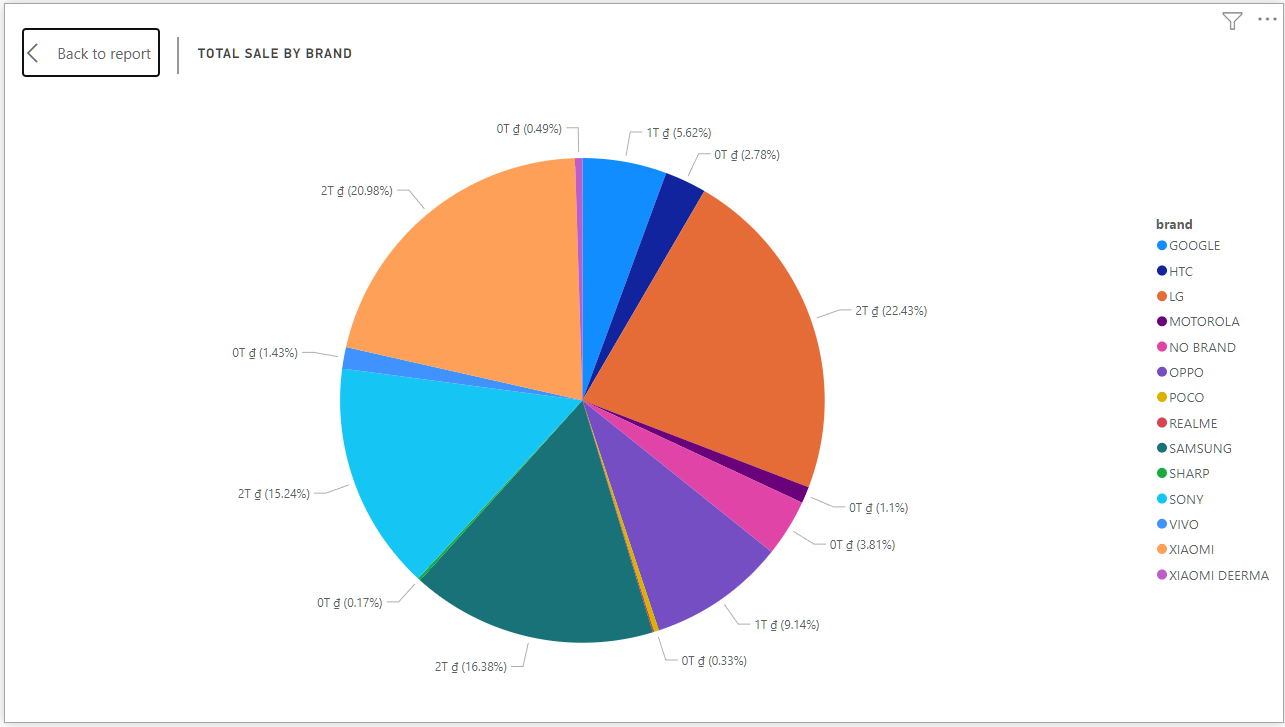 Back to report
TOTAL SALE BY BRAND
0T ₫ (0.49%)
1T ₫ (5.62%)
0T ₫ (2.78%)
2T ₫ (20.98%)
2T ₫ (22.43%)
0T ₫ (1.43%)
2T ₫ (15.24%)
0T ₫ (1.1%)
0T ₫ (3.81%)
0T ₫ (0.17%)
1T ₫ (9.14%)
2T ₫ (16.38%)
0T ₫ (0.33%)
brand
GOOGLE
HTC
LG
MOTOROLA
NO BRAND
OPPO
POCO
REALME
SAMSUNG
SHARP
SONY
VIVO
XIAOMI
XIAOMI DEERMA